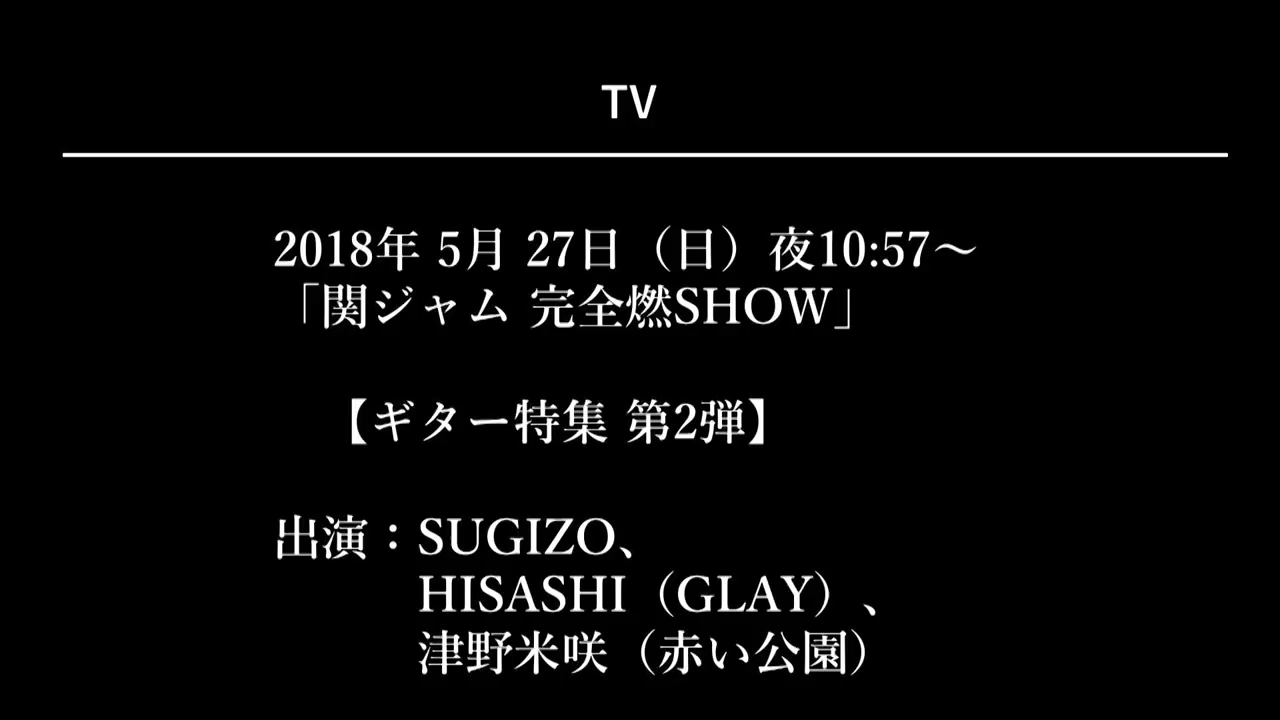 TV
2018年 5月 27日（日）夜10:57～
「関ジャム 完全燃SHOW」
【ギター特集 第2弾】
出演：SUGIZO、
HISASHI（GLAY）、
津野米咲（赤い公園）